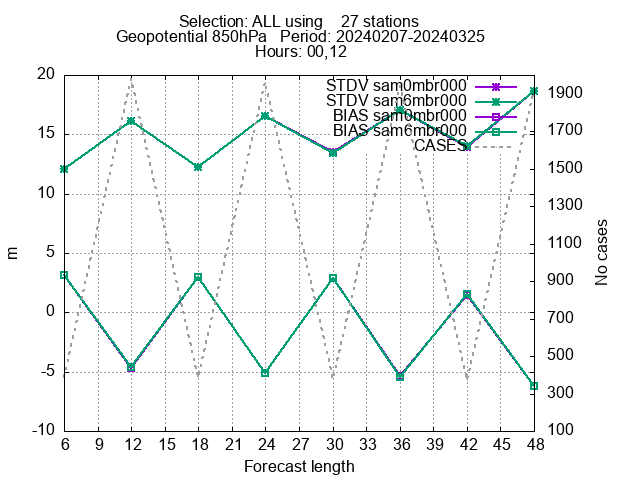 Selection: ALL using    27 stations
Geopotential 850hPa   Period: 20240207-20240325
Hours: 00,12
STDV sam0mbr000
STDV sam6mbr000
BIAS sam0mbr000
BIAS sam6mbr000
CASES
20
15
10
5
0
-5
-10
m
1900
1700
1500
1300
1100
900
700
500
300
100
No cases
6 9 12 15 18 21 24 27 30 33 36 39 42 45 48
Forecast length